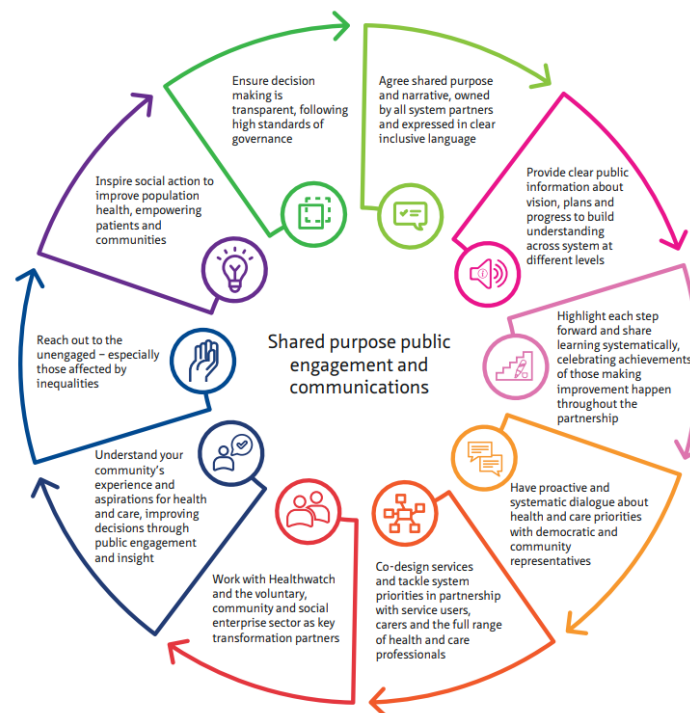 Ensure decision
making is
transparent, following
high standards of
governance
Agree shared purpose
and narrative, owned
by all system partners
and expressed in clear
inclusive language
Provide clear public
information about
vision, plans and
progress to build
understanding
across system at
different levels
Highlight each step
forward and share
learning systematically,
celebrating achievements
of those making
improvement happen
throughout the
partnership
Have proactive and
systematic dialogue about
health and care priorities
with democratic and
community
representatives
Co-design services
and tackle system
priorities in partnership
with service users,
carers and the full range
of health and care
professionals
Work with Healthwatch
and the voluntary,
community and social
enterprise sector as key
transformation partners
Understand your
community's
experience and
aspirations for health
and care, improving
decisions through
public engagement
and insight
Reach out to the
unengaged – especially
those affected by
inequalities
Inspire social action to
improve population
health, empowering
patients and
communities
Shared purpose public
engagement and
communications